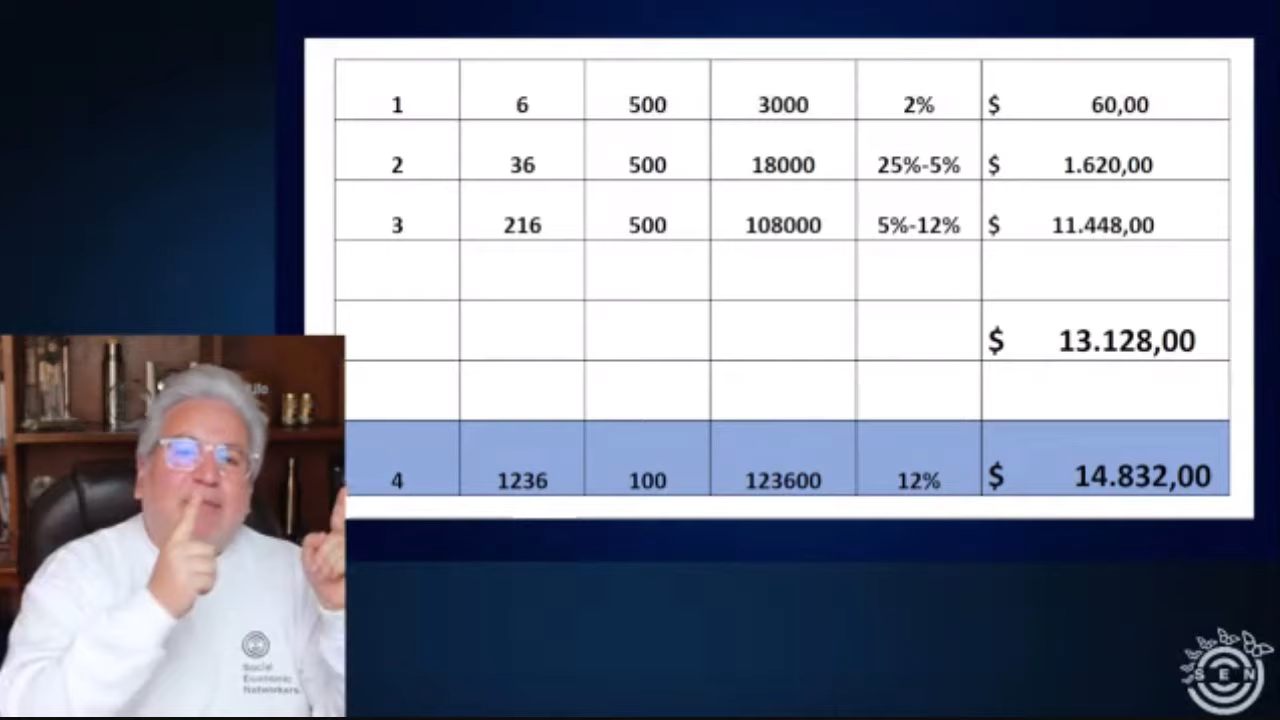 1 6 500 3000 2% $ 60,00
2 36 500 18000 25%-5% $ 1.620,00
3 216 500 108000 5%-12% $ 11.448,00
$ 13.128,00
4 1236 100 123600 12% $ 14.832,00
Social
Economic
Networkers
SEN